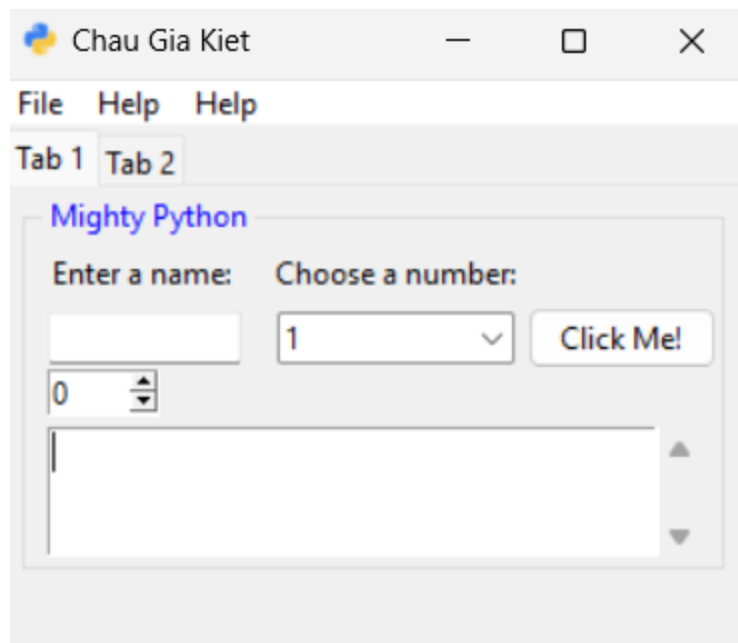 Chau Gia Kiet
File Help Help
Tab 1 Tab 2
Mighty Python
Enter a name: Choose a number:
1 Click Me!
0